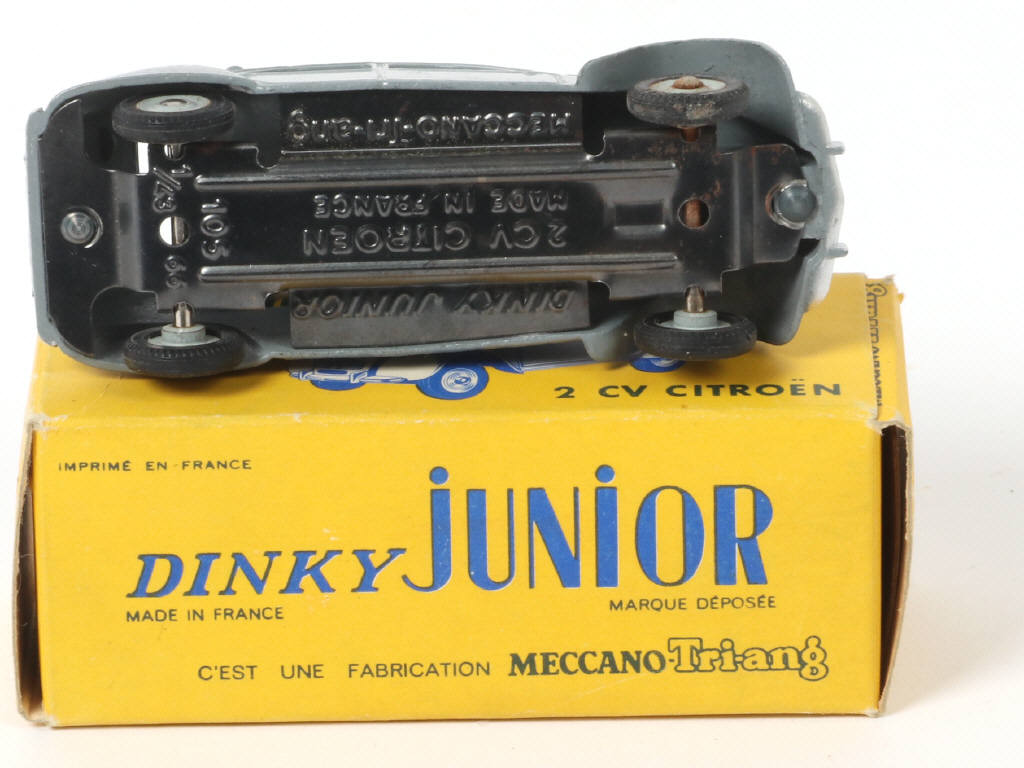 MECCANO-Tri-ang
2 CV CITROEN
MADE IN FRANCE
DINKY JUNIOR
1/43
105
66
2 CV CITROËN
IMPRIMÉ EN FRANCE
DINKY JUNIOR
MADE IN FRANCE
MARQUE DÉPOSÉE
C'EST UNE FABRICATION MECCANO-Tri-ang